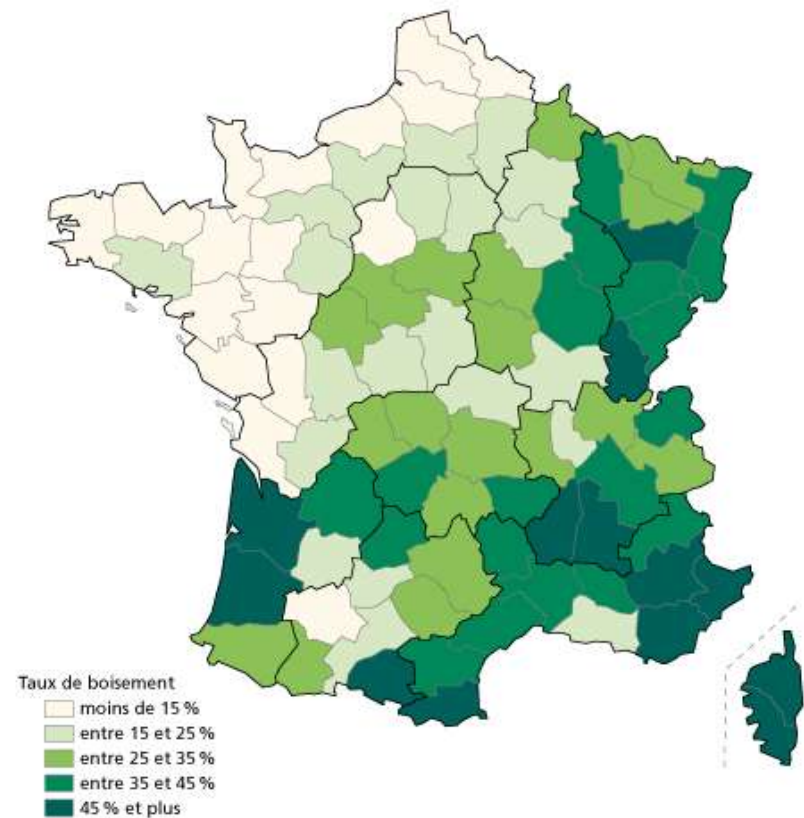 Taux de boisement
moins de 15 %
entre 15 et 25 %
entre 25 et 35 %
entre 35 et 45 %
45 % et plus